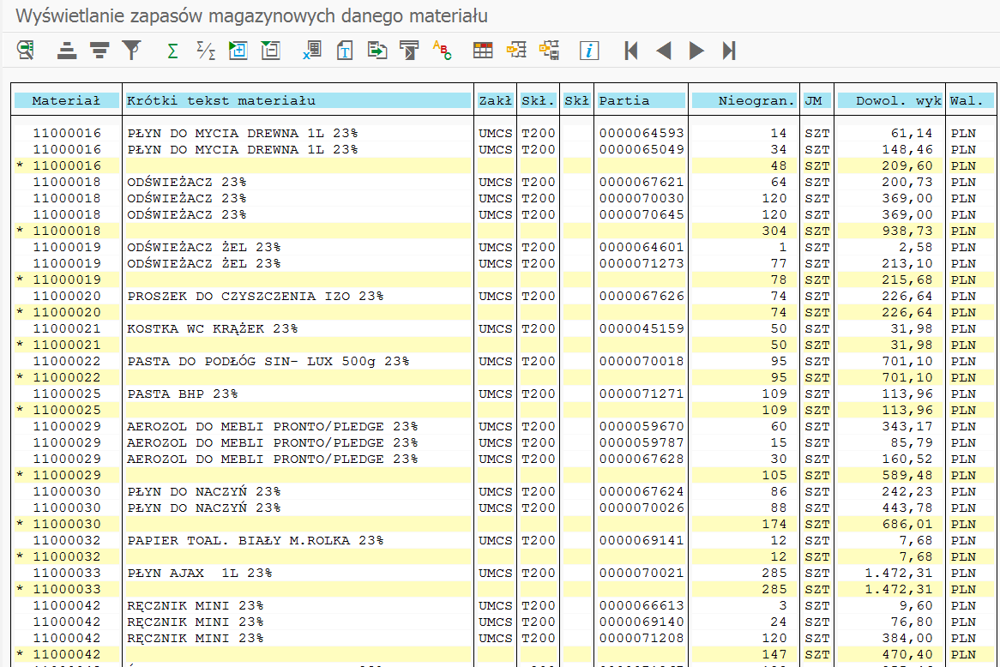 Wyświetlanie zapasów magazynowych danego materiału
Materiał Krótki tekst materiału Zakł Skł. Skł Partia Nieogran. JM Dowol. wyk Wal.
11000016 PŁYN DO MYCIA DREWNA 1L 23% UMCS T200 0000064593 14 SZT 61,14 PLN
11000016 PŁYN DO MYCIA DREWNA 1L 23% UMCS T200 0000065049 34 SZT 148,46 PLN
* 11000016 48 SZT 209,60 PLN
11000018 ODŚWIEŻACZ 23% UMCS T200 0000067621 64 SZT 200,73 PLN
11000018 ODŚWIEŻACZ 23% UMCS T200 0000070030 120 SZT 369,00 PLN
11000018 ODŚWIEŻACZ 23% UMCS T200 0000070645 120 SZT 369,00 PLN
* 11000018 304 SZT 938,73 PLN
11000019 ODŚWIEŻACZ ŻEL 23% UMCS T200 0000064601 1 SZT 2,58 PLN
11000019 ODŚWIEŻACZ ŻEL 23% UMCS T200 0000071273 77 SZT 213,10 PLN
* 11000019 78 SZT 215,68 PLN
11000020 PROSZEK DO CZYSZCZENIA IZO 23% UMCS T200 0000067626 74 SZT 226,64 PLN
* 11000020 74 SZT 226,64 PLN
11000021 KOSTKA WC KRĄŻEK 23% UMCS T200 0000045159 50 SZT 31,98 PLN
* 11000021 50 SZT 31,98 PLN
11000022 PASTA DO PODŁÓG SIN- LUX 500g 23% UMCS T200 0000070018 95 SZT 701,10 PLN
* 11000022 95 SZT 701,10 PLN
11000025 PASTA BHP 23% UMCS T200 0000071271 109 SZT 113,96 PLN
* 11000025 109 SZT 113,96 PLN
11000029 AEROZOL DO MEBLI PRONTO/PLEDGE 23% UMCS T200 0000059670 60 SZT 343,17 PLN
11000029 AEROZOL DO MEBLI PRONTO/PLEDGE 23% UMCS T200 0000059787 15 SZT 85,79 PLN
11000029 AEROZOL DO MEBLI PRONTO/PLEDGE 23% UMCS T200 0000067628 30 SZT 160,52 PLN
* 11000029 105 SZT 589,48 PLN
11000030 PŁYN DO NACZYŃ 23% UMCS T200 0000067624 86 SZT 242,23 PLN
11000030 PŁYN DO NACZYŃ 23% UMCS T200 0000070026 88 SZT 443,78 PLN
* 11000030 174 SZT 686,01 PLN
11000032 PAPIER TOAL. BIAŁY M.ROLKA 23% UMCS T200 0000069141 12 SZT 7,68 PLN
* 11000032 12 SZT 7,68 PLN
11000033 PŁYN AJAX  1L 23% UMCS T200 0000070021 285 SZT 1.472,31 PLN
* 11000033 285 SZT 1.472,31 PLN
11000042 RĘCZNIK MINI 23% UMCS T200 0000066613 3 SZT 9,60 PLN
11000042 RĘCZNIK MINI 23% UMCS T200 0000069140 24 SZT 76,80 PLN
11000042 RĘCZNIK MINI 23% UMCS T200 0000071208 120 SZT 384,00 PLN
* 11000042 147 SZT 470,40 PLN